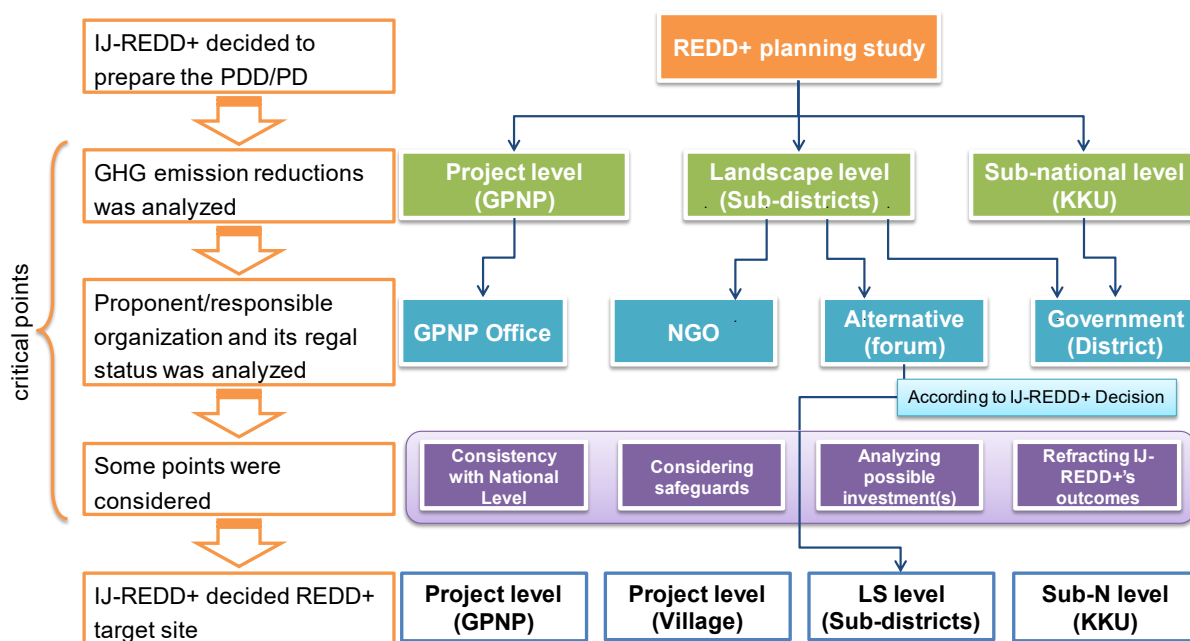 IJ-REDD+ decided to
prepare the PDD/PD
REDD+ planning study
critical points
GHG emission reductions
was analyzed
Project level
(GPNP)
Landscape level
(Sub-districts)
Sub-national level
(KKU)
Proponent/responsible
organization and its regal
status was analyzed
GPNP Office
NGO
Alternative
(forum)
Government
(District)
According to IJ-REDD+ Decision
Some points were
considered
Consistency
with National
Level
Considering
safeguards
Analyzing
possible
investment(s)
Refracting IJ-
REDD+'s
outcomes
IJ-REDD+ decided REDD+
target site
Project level
(GPNP)
Project level
(Village)
LS level
(Sub-districts)
Sub-N level
(KKU)